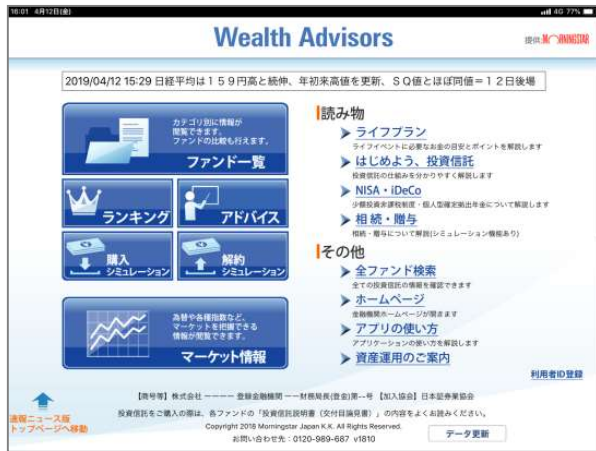 16:01 4月12日(金)
4G 77%
Wealth Advisors
提供:MORNINGSTAR
2019/04/12 15:29 日経平均は159円高と続伸、年初来高値を更新、SQ値とほぼ同値=12日後場
カテゴリ別に情報が
閲覧できます。
ファンドの比較も行えます。
ファンド一覧
ランキング
アドバイス
購入
シミュレーション
解約
シミュレーション
為替や各種指数など、
マーケットを把握できる
情報が閲覧できます。
マーケット情報
読み物
ライフプラン
ライフイベントに必要なお金の目安とポイントを解説します
はじめよう、投資信託
投資信託の仕組みを分かりやすく解説します
NISA・iDeCo
少額投資非課税制度・個人型確定拠出年金について解説します
相続・贈与
相続・贈与について解説(シミュレーション機能あり)
その他
全ファンド検索
全ての投資信託の情報を確認できます
ホームページ
金融機関ホームページが開きます
アプリの使い方
アプリケーションの使い方を解説します
資産運用のご案内
利用者ID登録
速報ニュース版
トップページへ移動
【商号等】株式会社 ーーーー 登録金融機関 ーー財務局長(登金)第--号 【加入協会】日本証券業協会
投資信託をご購入の際は、各ファンドの「投資信託説明書(交付目論見書)」の内容をよくお読みください。
Copyright 2018 Morningstar Japan K.K. All Rights Reserved.
お問い合わせ先:0120-989-687 v1810
データ更新